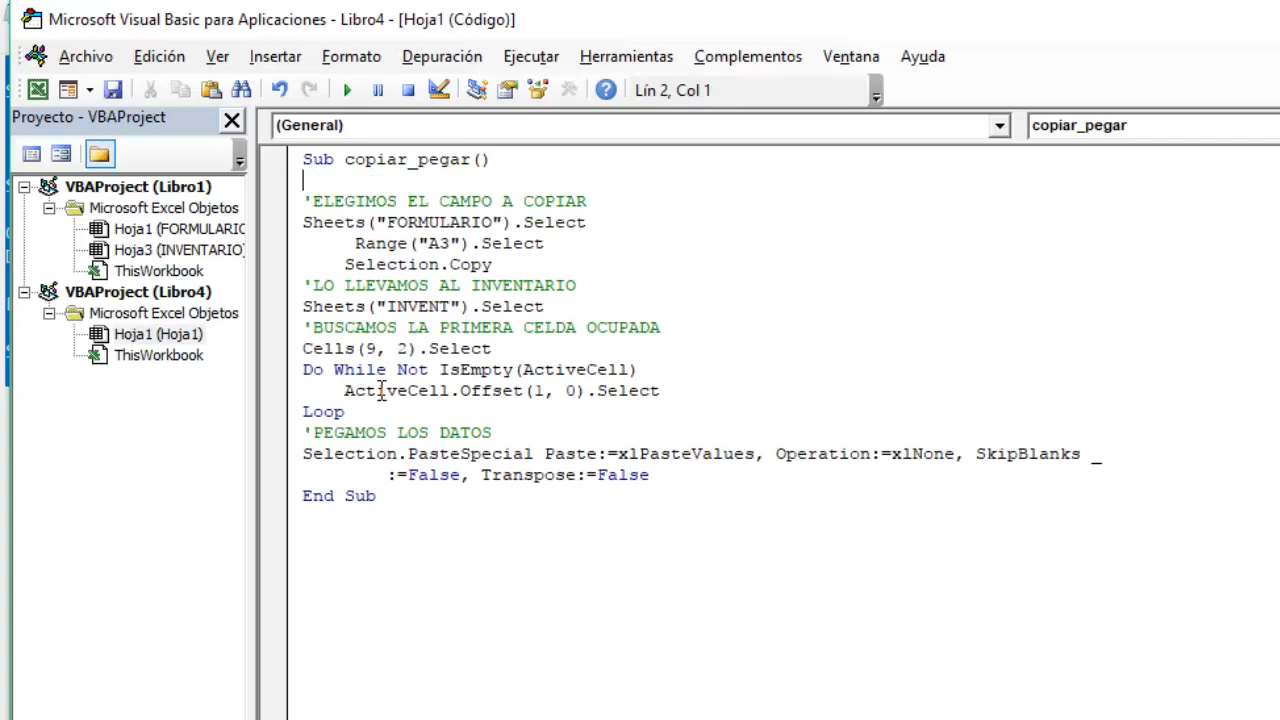 Microsoft Visual Basic para Aplicaciones - Libro4 - [Hoja1 (Código)]
Archivo Edición Ver Insertar Formato Depuración Ejecutar Herramientas Complementos Ventana Ayuda
Lín 2, Col 1
Proyecto - VBAProject
(General)
copiar_pegar
VBAProject (Libro1)
Microsoft Excel Objetos
Hoja1 (FORMULARIO
Hoja3 (INVENTARIO)
ThisWorkbook
VBAProject (Libro4)
Microsoft Excel Objetos
Hoja1 (Hoja1)
ThisWorkbook
Sub copiar_pegar()
'ELEGIMOS EL CAMPO A COPIAR
Sheets("FORMULARIO").Select
Range("A3").Select
Selection.Copy
'LO LLEVAMOS AL INVENTARIO
Sheets("INVENT").Select
'BUSCAMOS LA PRIMERA CELDA OCUPADA
Cells(9, 2).Select
Do While Not IsEmpty(ActiveCell)
ActiveCell.Offset(1, 0).Select
Loop
'PEGAMOS LOS DATOS
Selection.PasteSpecial Paste:=xlPasteValues, Operation:=xlNone, SkipBlanks _
:=False, Transpose:=False
End Sub